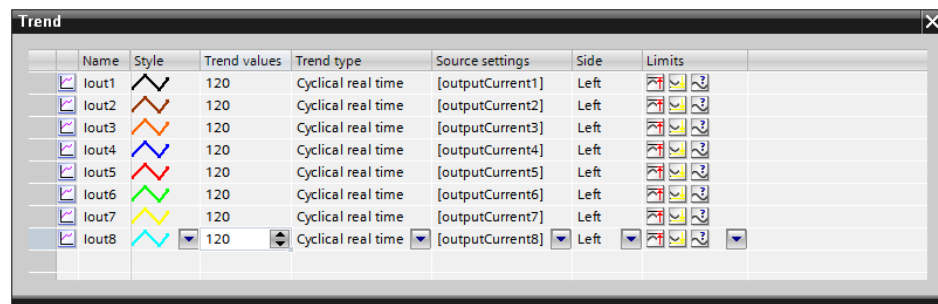 Trend
Name Style Trend values Trend type Source settings Side Limits
Iout1 120 Cyclical real time [outputCurrent1] Left
Iout2 120 Cyclical real time [outputCurrent2] Left
Iout3 120 Cyclical real time [outputCurrent3] Left
Iout4 120 Cyclical real time [outputCurrent4] Left
Iout5 120 Cyclical real time [outputCurrent5] Left
Iout6 120 Cyclical real time [outputCurrent6] Left
Iout7 120 Cyclical real time [outputCurrent7] Left
Iout8 120 Cyclical real time [outputCurrent8] Left